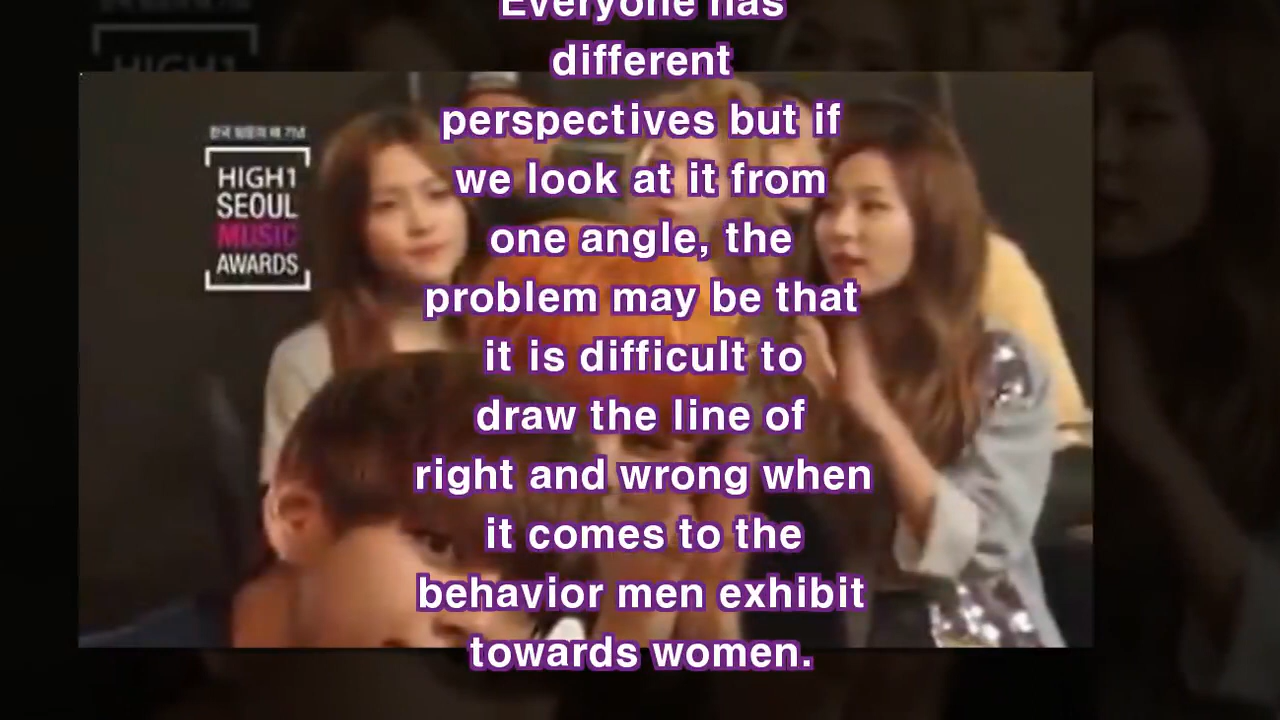 Everyone has
different
perspectives but if
we look at it from
one angle, the
problem may be that
it is difficult to
draw the line of
right and wrong when
it comes to the
behavior men exhibit
towards women.
HIGH1
SEOUL
MUSIC
AWARDS